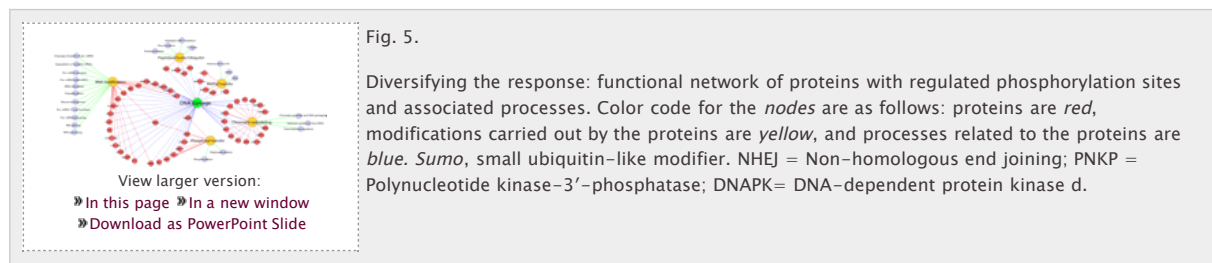 Fig. 5.
Diversifying the response: functional network of proteins with regulated phosphorylation sites
and associated processes. Color code for the nodes are as follows: proteins are red,
modifications carried out by the proteins are yellow, and processes related to the proteins are
blue. Sumo, small ubiquitin-like modifier. NHEJ = Non-homologous end joining; PNKP =
Polynucleotide kinase-3′-phosphatase; DNAPK= DNA-dependent protein kinase d.
View larger version:
In this page In a new window
Download as PowerPoint Slide